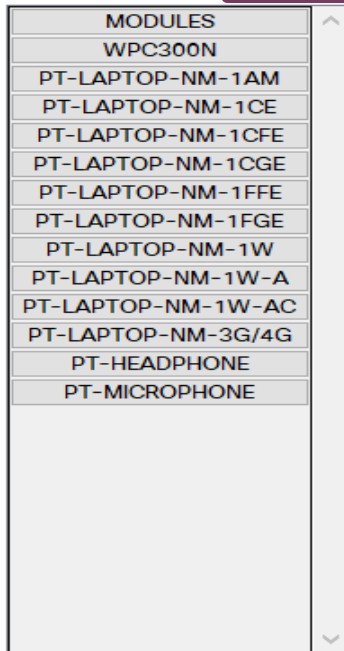 MODULES
WPC300N
PT-LAPTOP-NM-1AM
PT-LAPTOP-NM-1CE
PT-LAPTOP-NM-1CFE
PT-LAPTOP-NM-1CGE
PT-LAPTOP-NM-1FFE
PT-LAPTOP-NM-1FGE
PT-LAPTOP-NM-1W
PT-LAPTOP-NM-1W-A
PT-LAPTOP-NM-1W-AC
PT-LAPTOP-NM-3G/4G
PT-HEADPHONE
PT-MICROPHONE